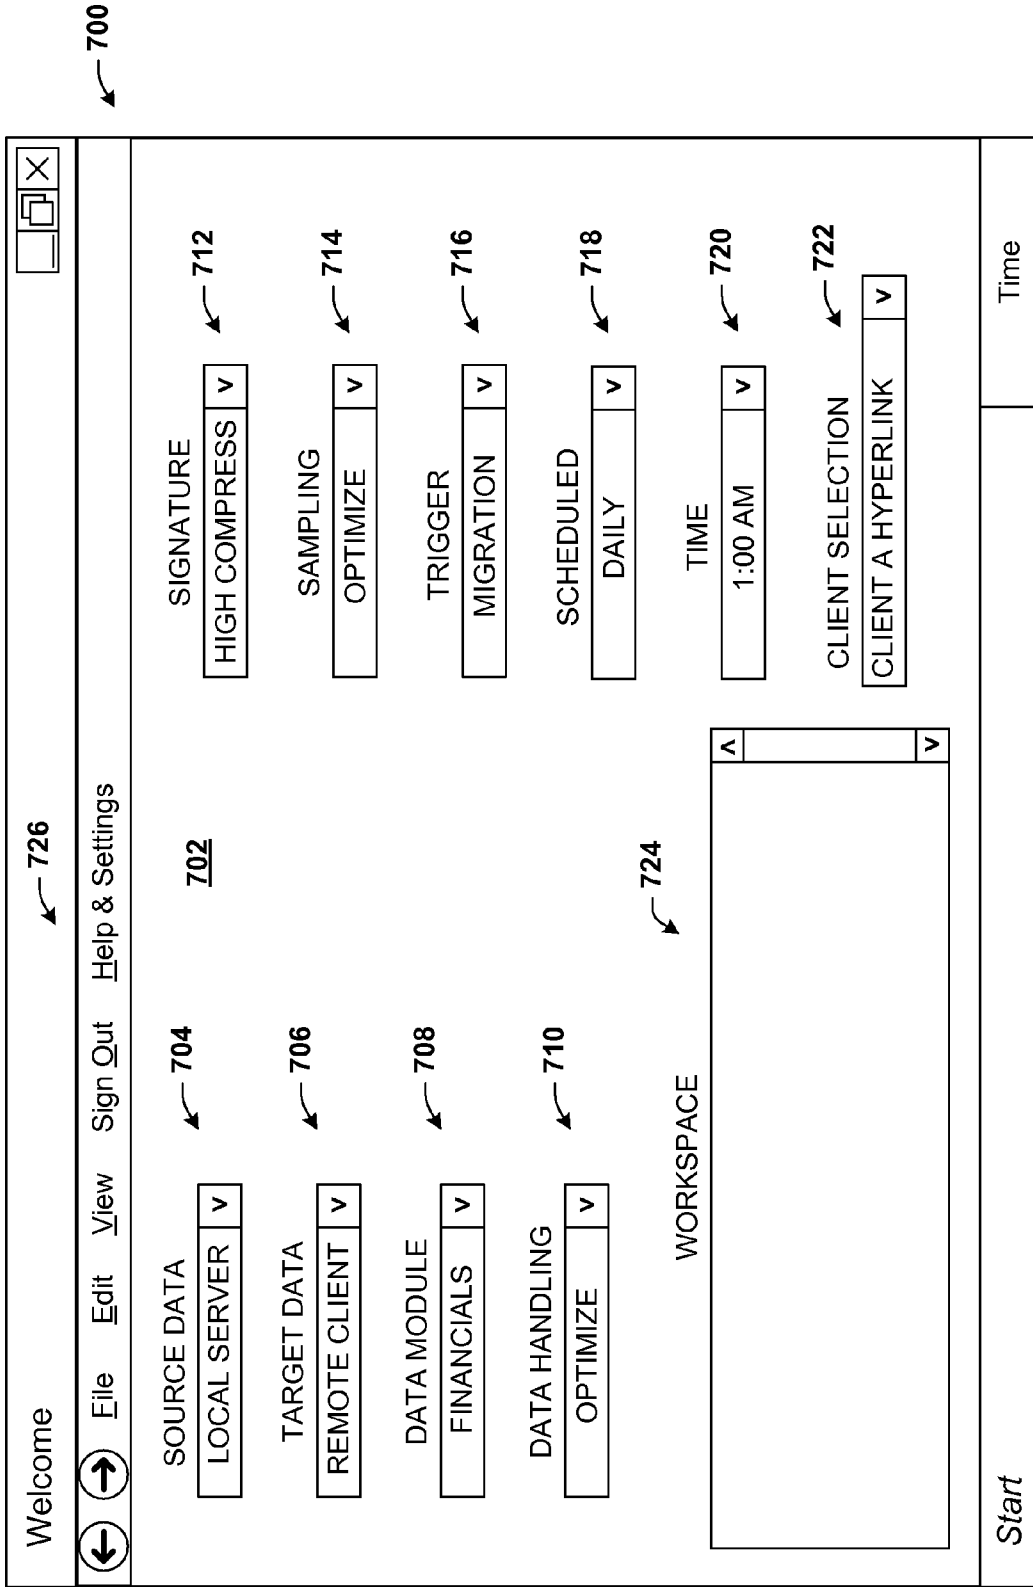 700
Welcome
726
File Edit View Sign Out Help & Settings
702
SOURCE DATA
LOCAL SERVER v
704
TARGET DATA
REMOTE CLIENT v
706
DATA MODULE
FINANCIALS v
708
DATA HANDLING
OPTIMIZE v
710
SIGNATURE
HIGH COMPRESS v
712
SAMPLING
OPTIMIZE v
714
TRIGGER
MIGRATION v
716
SCHEDULED
DAILY v
718
TIME
1:00 AM v
720
CLIENT SELECTION
CLIENT A HYPERLINK v
722
WORKSPACE
724
Start
Time